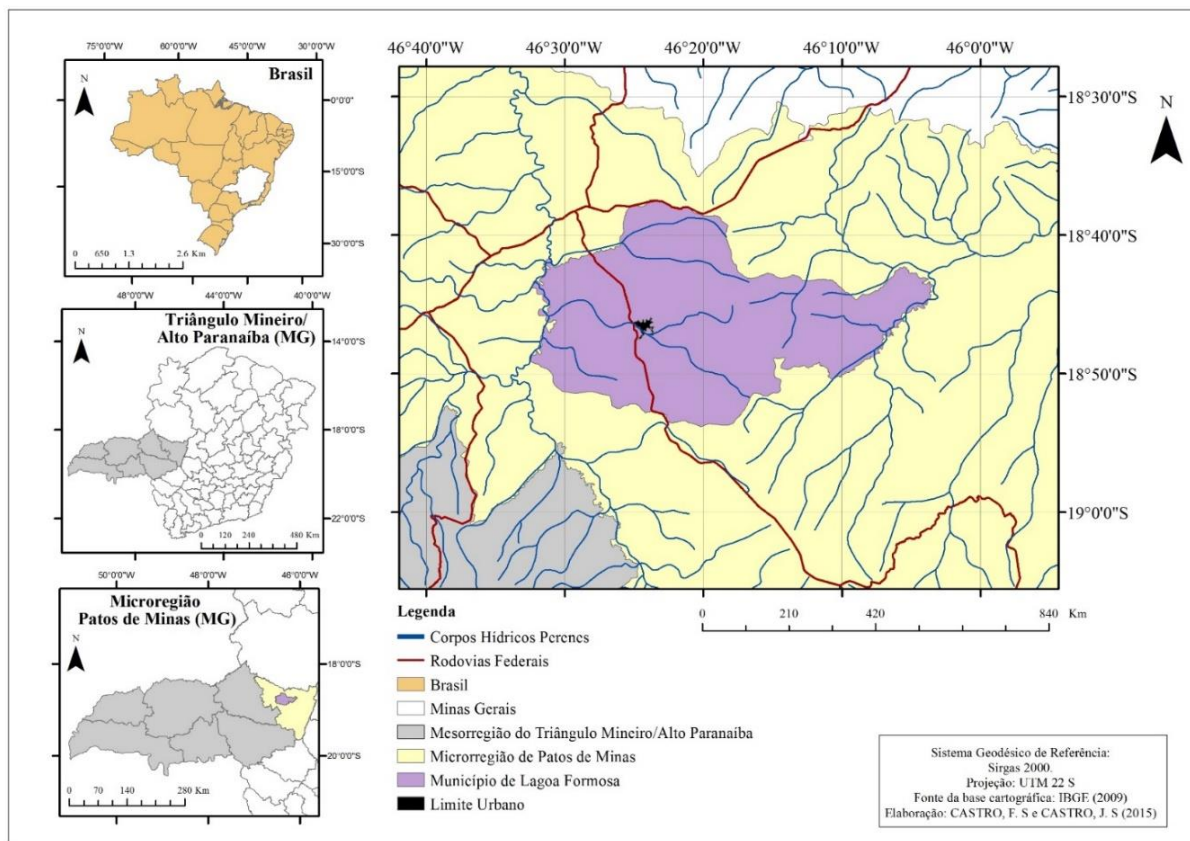 75°0'0"W 60°0'0"W 45°0'0"W 30°0'0"W
N
Brasil
0°0'0"
15°0'0"S
30°0'0"S
0 650 1.3 2.6 Km
48°0'0"W 44°0'0"W 40°0'0"W
N
Triângulo Mineiro/
Alto Paranaíba (MG)
14°0'0"S
18°0'0"S
22°0'0"S
0 120 240 480 Km
50°0'0"W 48°0'0"W 46°0'0"W
N
Microregião
Patos de Minas (MG)
18°0'0"S
20°0'0"S
0 70 140 280 Km
46°40'0"W 46°30'0"W 46°20'0"W 46°10'0"W 46°0'0"W
N
18°30'0"S
18°40'0"S
18°50'0"S
19°0'0"S
0 210 420 840 Km
Legenda
Corpos Hídricos Perenes
Rodovias Federais
Brasil
Minas Gerais
Mesorregião do Triângulo Mineiro/Alto Paranaíba
Microrregião de Patos de Minas
Município de Lagoa Formosa
Limite Urbano
Sistema Geodésico de Referência:
Sirgas 2000.
Projeção: UTM 22 S
Fonte da base cartográfica: IBGE (2009)
Elaboração: CASTRO, F. S e CASTRO, J. S (2015)